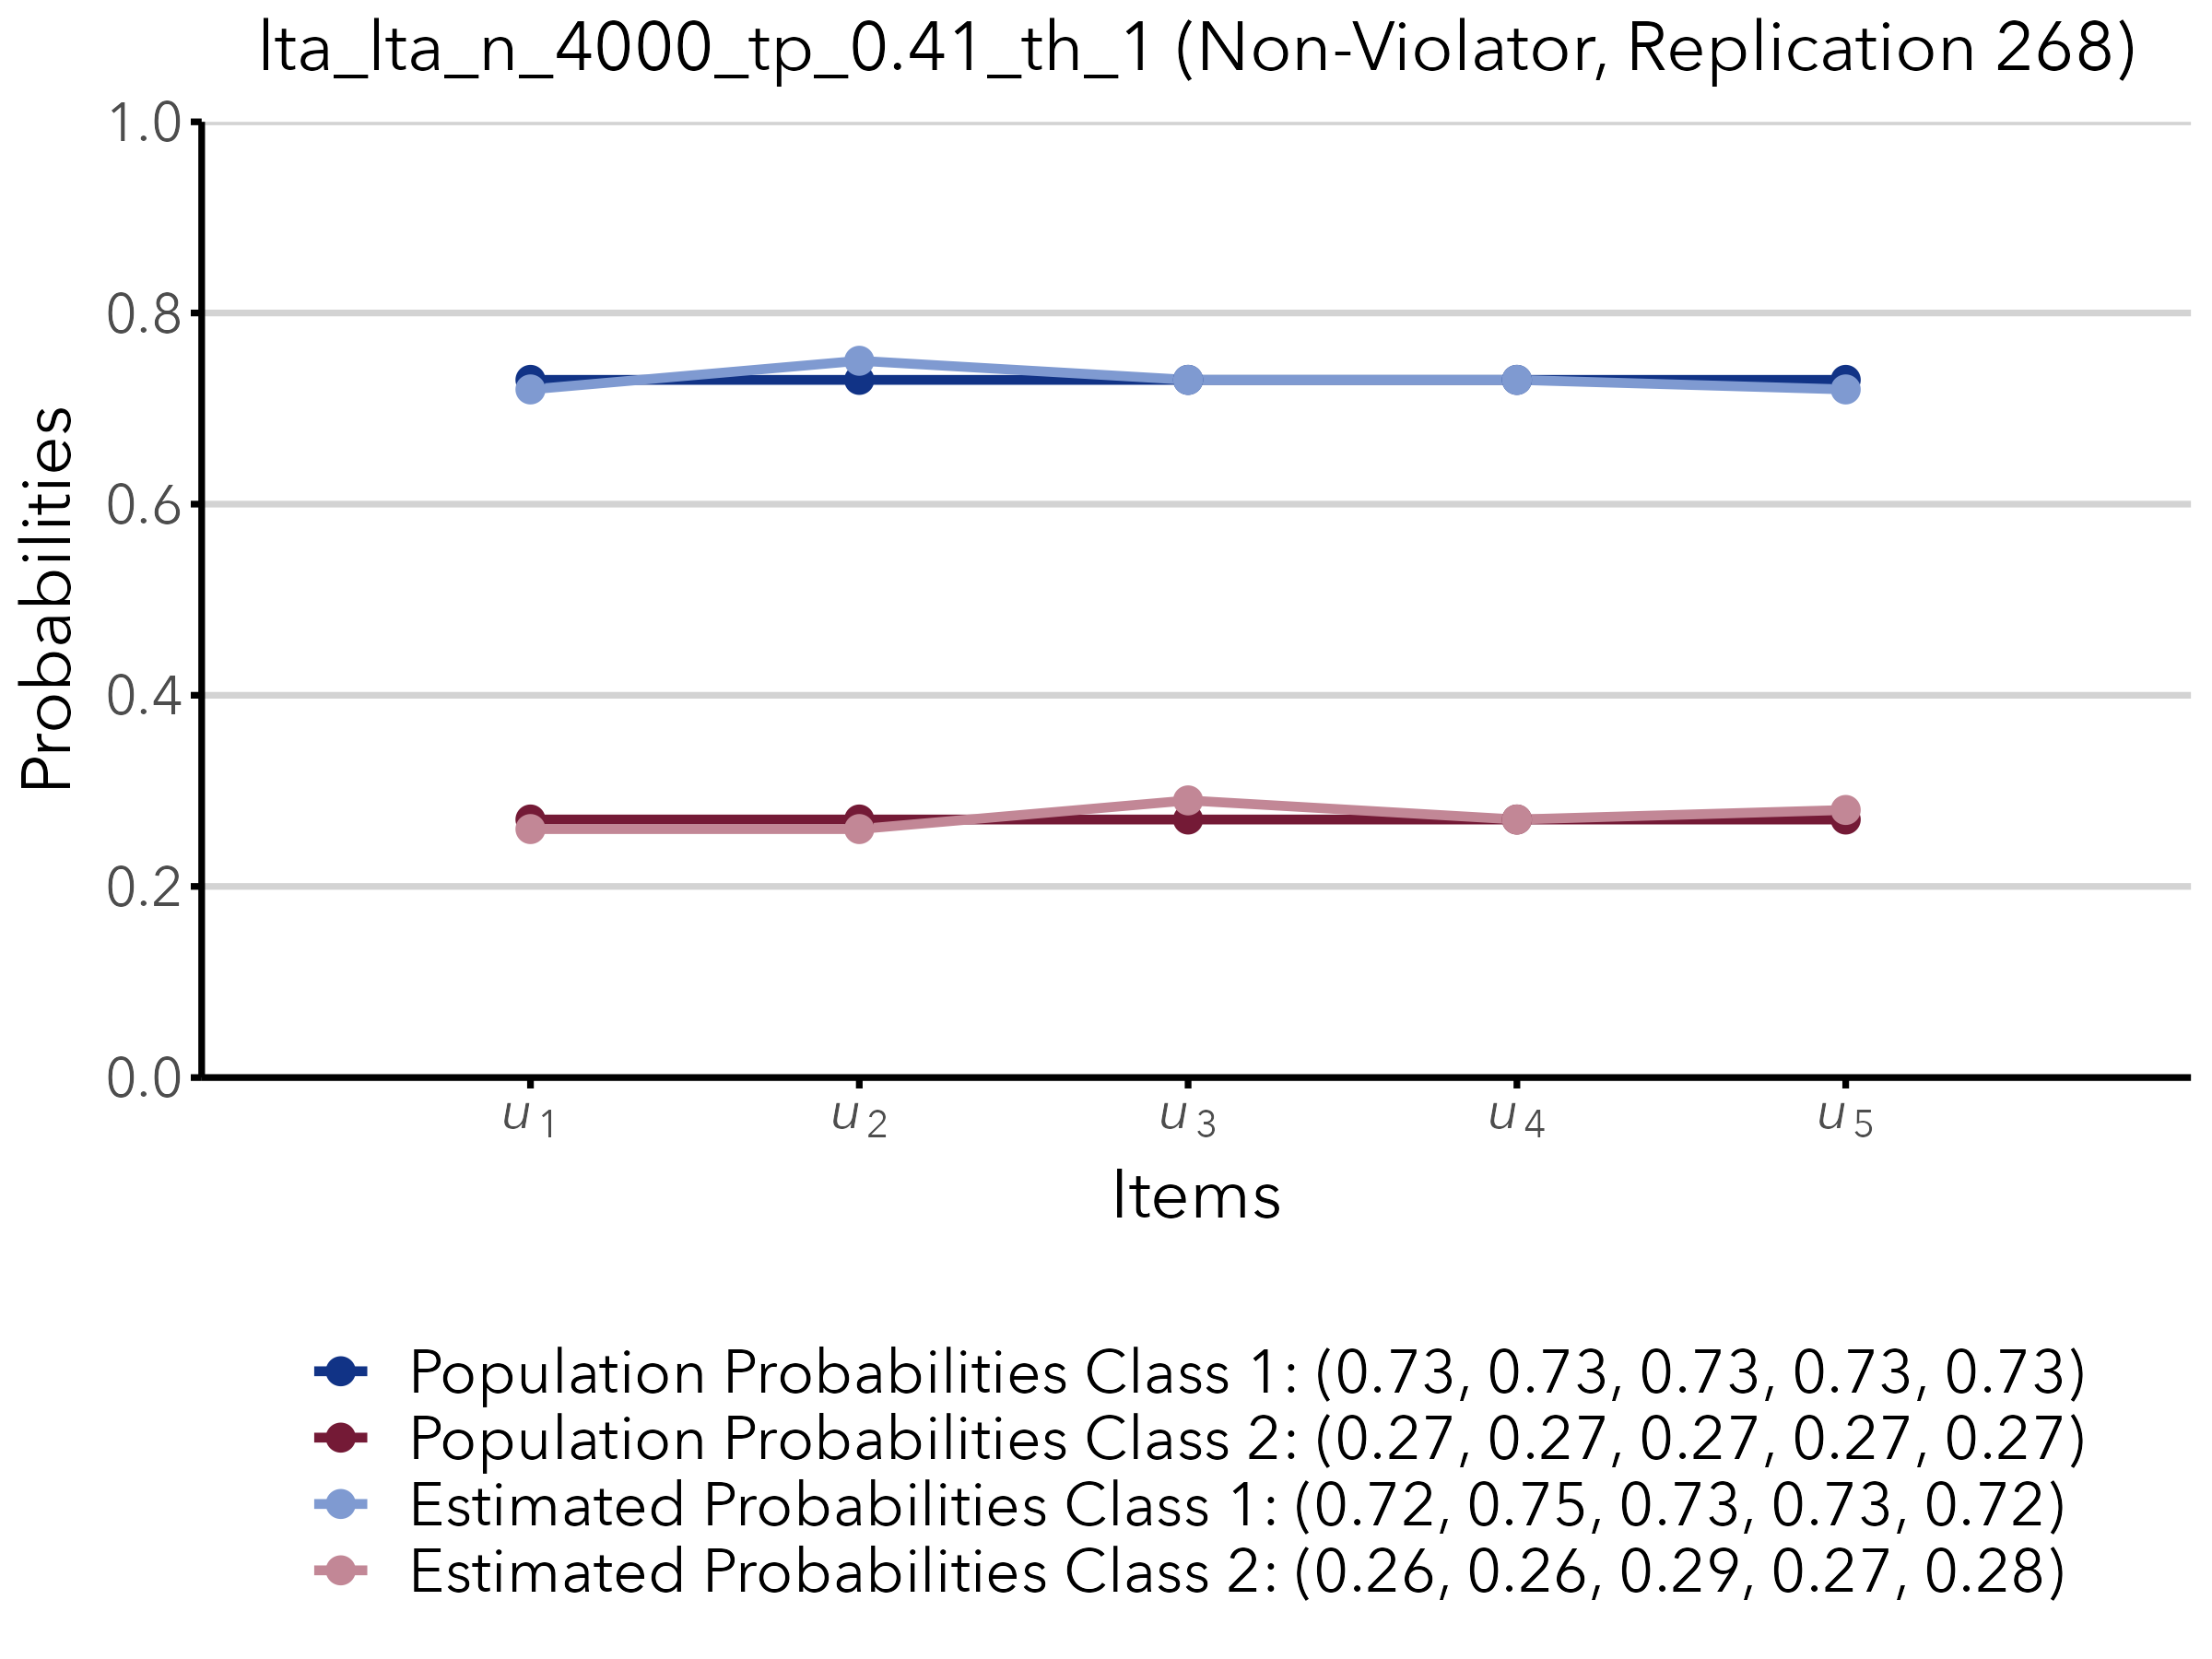 lta_lta_n_4000_tp_0.41_th_1 (Non-Violator, Replication 268)
1.0
0.8
0.6
0.4
0.2
0.0
Probabilities
u1 u2 u3 u4 u5
Items
Population Probabilities Class 1: (0.73, 0.73, 0.73, 0.73, 0.73)
Population Probabilities Class 2: (0.27, 0.27, 0.27, 0.27, 0.27)
Estimated Probabilities Class 1: (0.72, 0.75, 0.73, 0.73, 0.72)
Estimated Probabilities Class 2: (0.26, 0.26, 0.29, 0.27, 0.28)